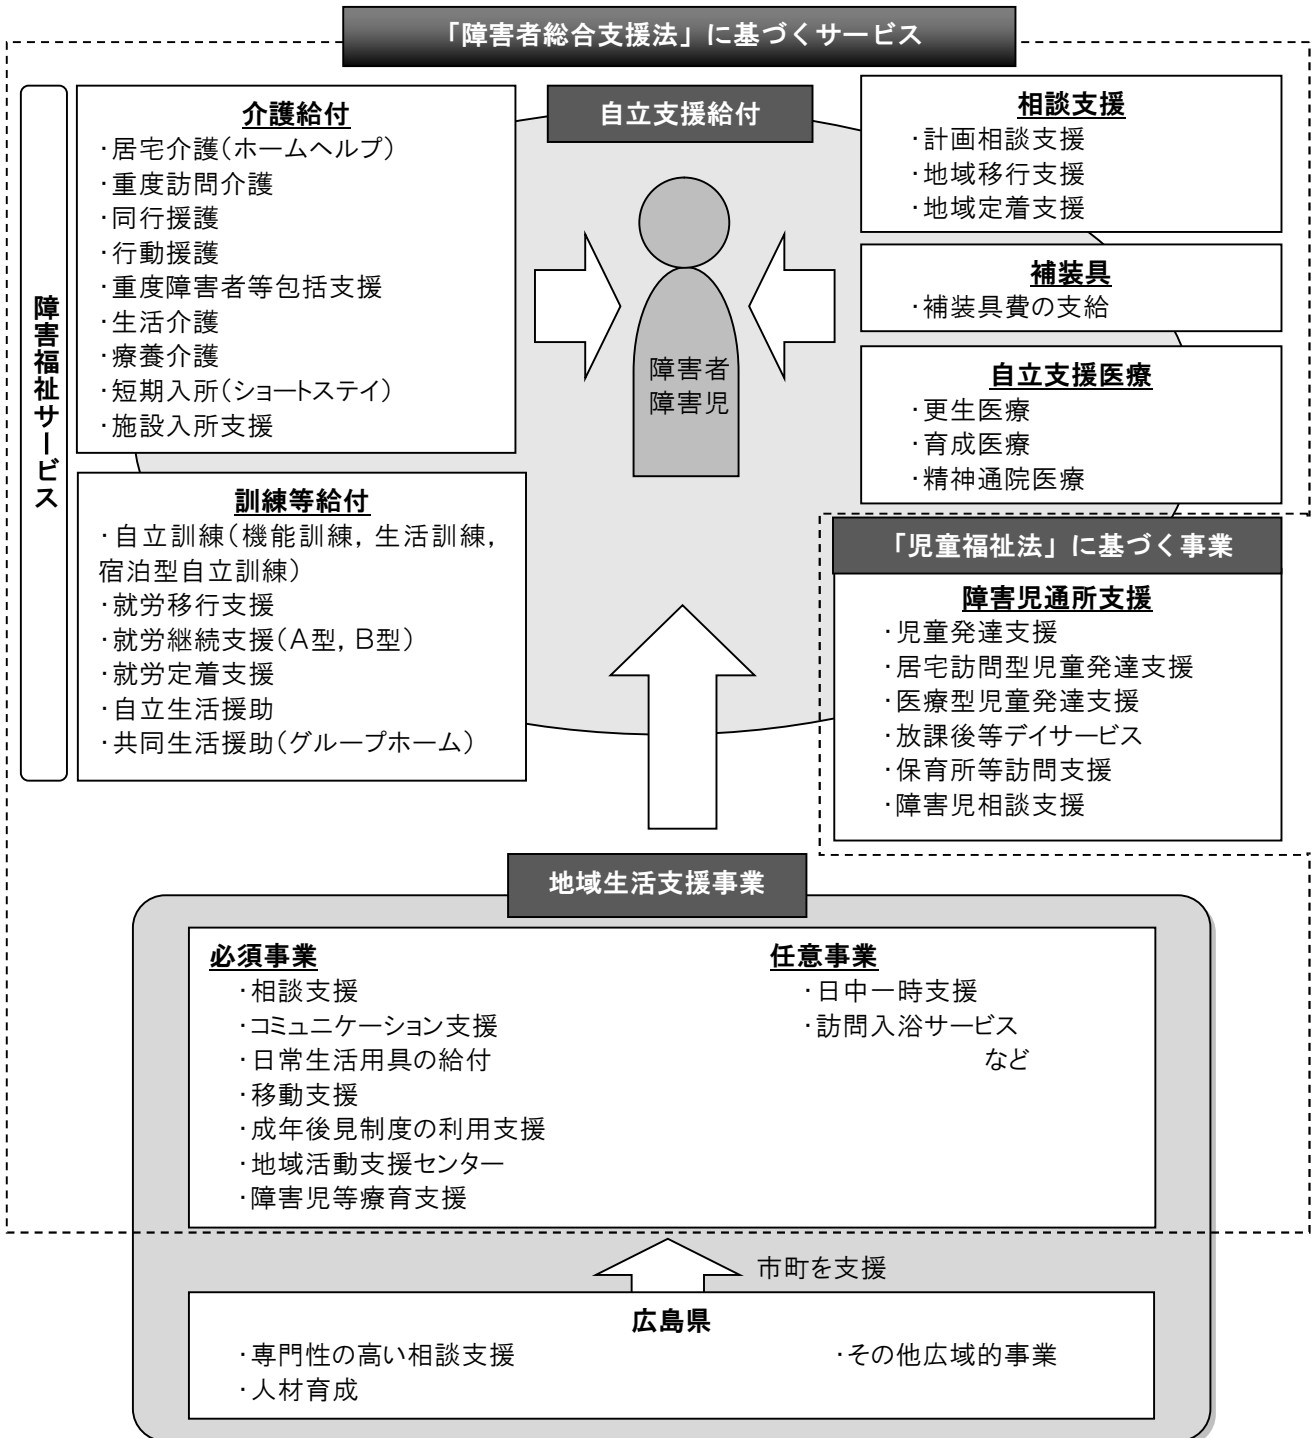 「障害者総合支援法」に基づくサービス
障害福祉サービス
介護給付
・居宅介護（ホームヘルプ）
・重度訪問介護
・同行援護
・行動援護
・重度障害者等包括支援
・生活介護
・療養介護
・短期入所（ショートステイ）
・施設入所支援
訓練等給付
・自立訓練（機能訓練，生活訓練，
宿泊型自立訓練）
・就労移行支援
・就労継続支援（Ａ型，Ｂ型）
・就労定着支援
・自立生活援助
・共同生活援助（グループホーム）
自立支援給付
障害者
障害児
相談支援
・計画相談支援
・地域移行支援
・地域定着支援
補装具
・補装具費の支給
自立支援医療
・更生医療
・育成医療
・精神通院医療
「児童福祉法」に基づく事業
障害児通所支援
・児童発達支援
・居宅訪問型児童発達支援
・医療型児童発達支援
・放課後等デイサービス
・保育所等訪問支援
・障害児相談支援
地域生活支援事業
必須事業
・相談支援
・コミュニケーション支援
・日常生活用具の給付
・移動支援
・成年後見制度の利用支援
・地域活動支援センター
・障害児等療育支援
任意事業
・日中一時支援
・訪問入浴サービス
など
市町を支援
広島県
・専門性の高い相談支援
・人材育成
・その他広域的事業